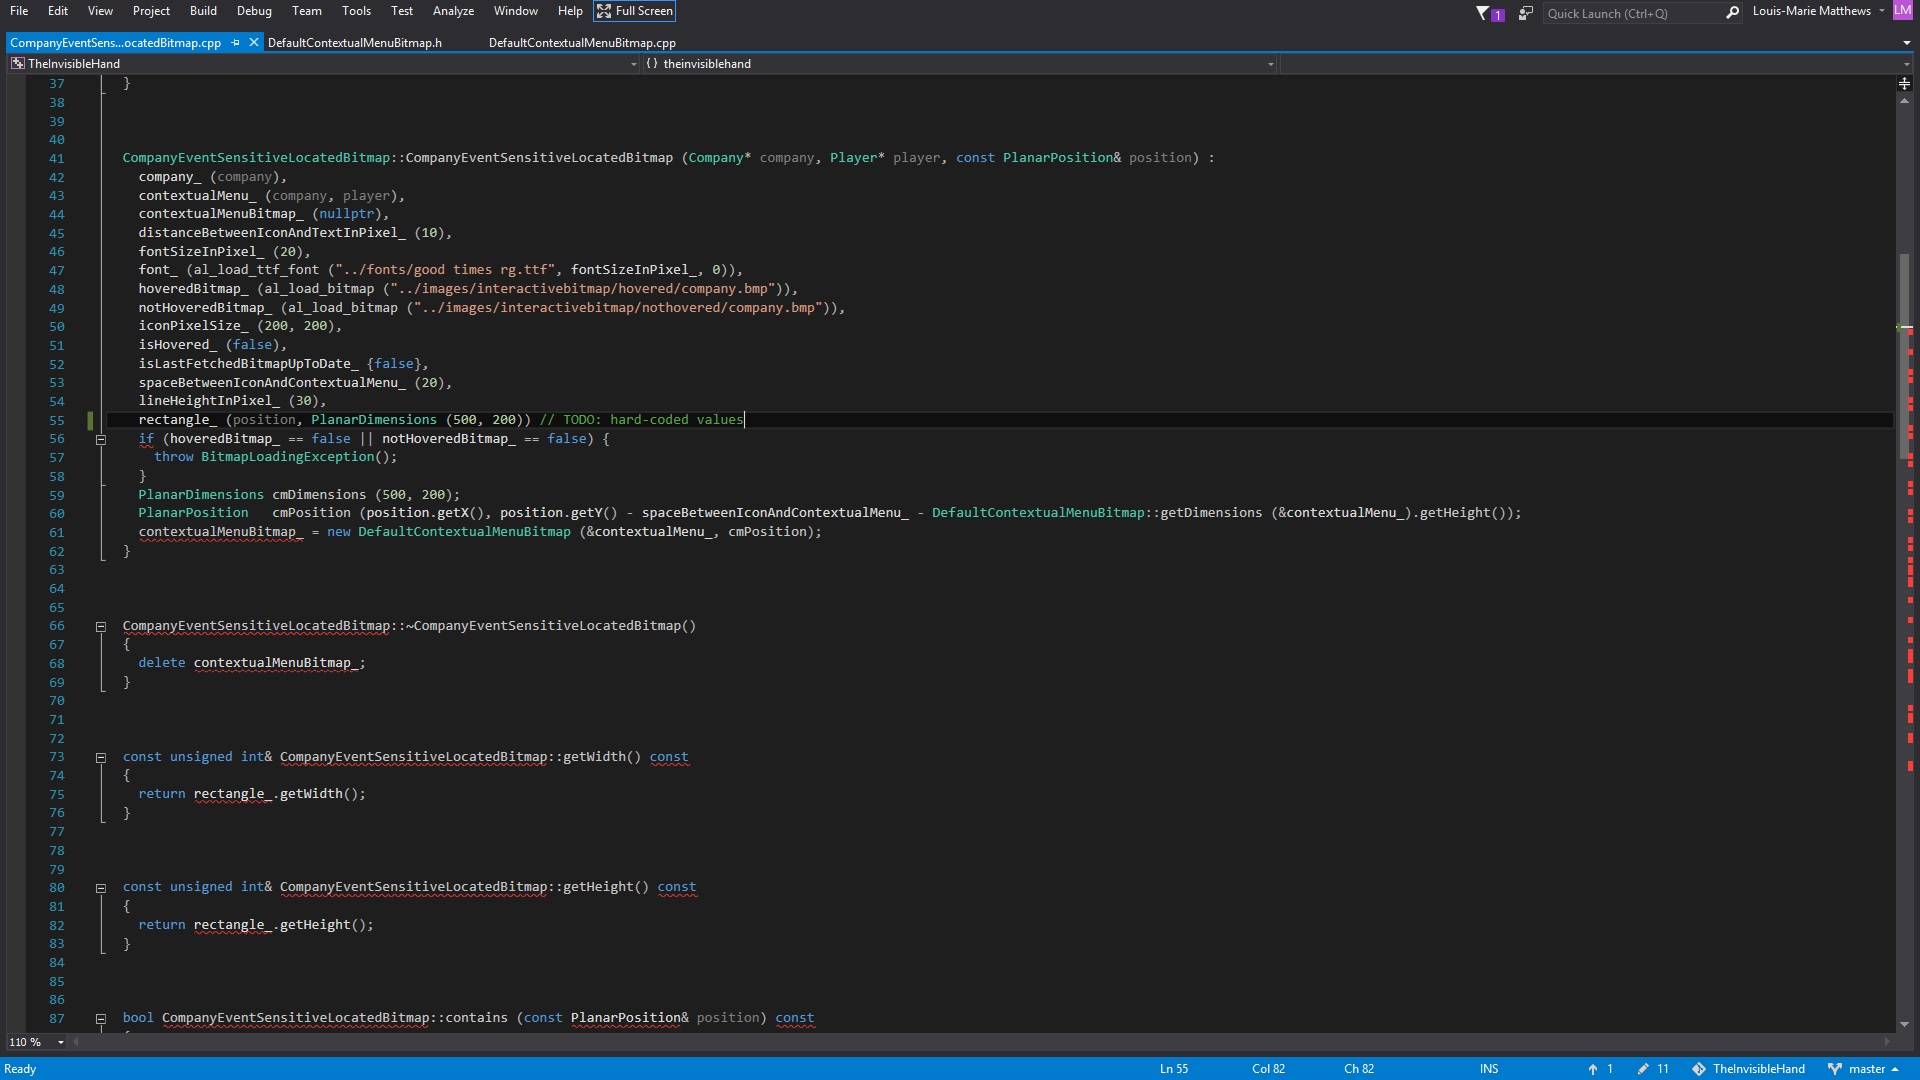 File Edit View Project Build Debug Team Tools Test Analyze Window Help Full Screen 1 Quick Launch (Ctrl+Q) Louis-Marie Matthews LM
CompanyEventSens...ocatedBitmap.cpp DefaultContextualMenuBitmap.h DefaultContextualMenuBitmap.cpp
TheInvisibleHand {} theinvisiblehand
37 }
38
39
40
41 CompanyEventSensitiveLocatedBitmap::CompanyEventSensitiveLocatedBitmap (Company* company, Player* player, const PlanarPosition& position) :
42 company_ (company),
43 contextualMenu_ (company, player),
44 contextualMenuBitmap_ (nullptr),
45 distanceBetweenIconAndTextInPixel_ (10),
46 fontSizeInPixel_ (20),
47 font_ (al_load_ttf_font ("../fonts/good times rg.ttf", fontSizeInPixel_, 0)),
48 hoveredBitmap_ (al_load_bitmap ("../images/interactivebitmap/hovered/company.bmp")),
49 notHoveredBitmap_ (al_load_bitmap ("../images/interactivebitmap/nothovered/company.bmp")),
50 iconPixelSize_ (200, 200),
51 isHovered_ (false),
52 isLastFetchedBitmapUpToDate_ {false},
53 spaceBetweenIconAndContextualMenu_ (20),
54 lineHeightInPixel_ (30),
55 rectangle_ (position, PlanarDimensions (500, 200)) // TODO: hard-coded values
56 if (hoveredBitmap_ == false || notHoveredBitmap_ == false) {
57 throw BitmapLoadingException();
58 }
59 PlanarDimensions cmDimensions (500, 200);
60 PlanarPosition cmPosition (position.getX(), position.getY() - spaceBetweenIconAndContextualMenu_ - DefaultContextualMenuBitmap::getDimensions (&contextualMenu_).getHeight());
61 contextualMenuBitmap_ = new DefaultContextualMenuBitmap (&contextualMenu_, cmPosition);
62 }
63
64
65
66 CompanyEventSensitiveLocatedBitmap::~CompanyEventSensitiveLocatedBitmap()
67 {
68 delete contextualMenuBitmap_;
69 }
70
71
72
73 const unsigned int& CompanyEventSensitiveLocatedBitmap::getWidth() const
74 {
75 return rectangle_.getWidth();
76 }
77
78
79
80 const unsigned int& CompanyEventSensitiveLocatedBitmap::getHeight() const
81 {
82 return rectangle_.getHeight();
83 }
84
85
86
87 bool CompanyEventSensitiveLocatedBitmap::contains (const PlanarPosition& position) const
110 %
Ready Ln 55 Col 82 Ch 82 INS 1 11 TheInvisibleHand master